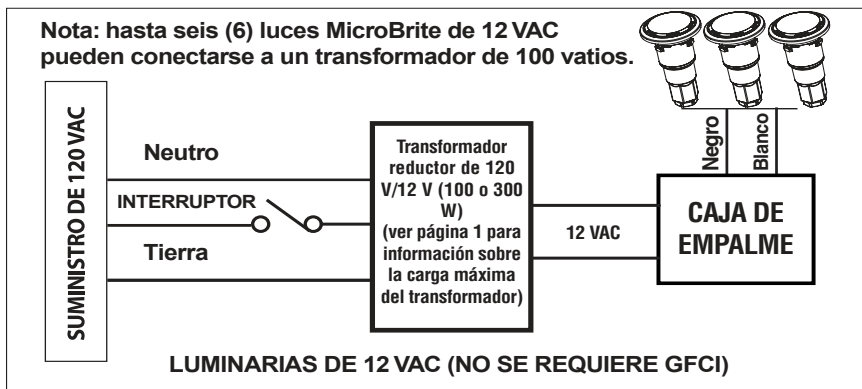 Nota: hasta seis (6) luces MicroBrite de 12 VAC
pueden conectarse a un transformador de 100 vatios.
SUMINISTRO DE 120 VAC
Neutro
INTERRUPTOR
Tierra
Transformador
reductor de 120
V/12 V (100 o 300
W)
(ver página 1 para
información sobre
la carga máxima
del transformador)
12 VAC
Negro
Blanco
CAJA DE
EMPALME
LUMINARIAS DE 12 VAC (NO SE REQUIERE GFCI)